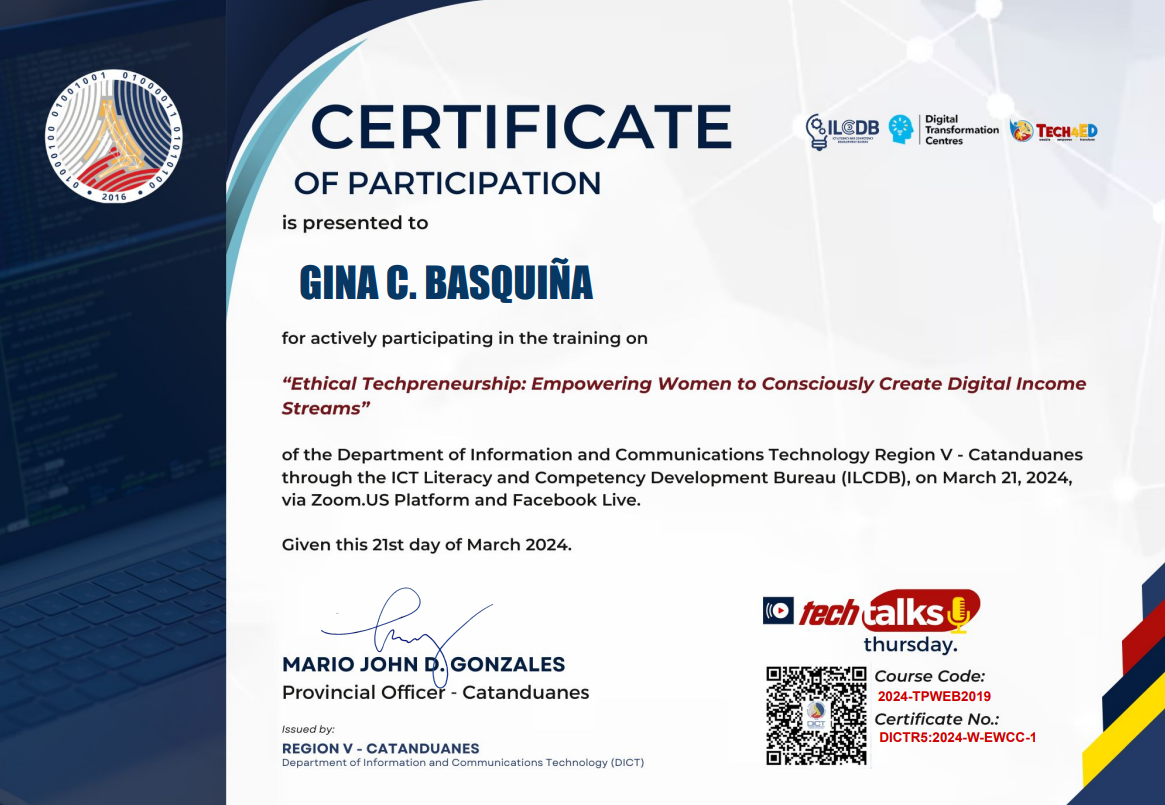 01000100 01001001 01000011 01010100
2016
CERTIFICATE
OF PARTICIPATION
ILCDB
Digital
Transformation
Centres
TECH4ED
is presented to
GINA C. BASQUIÑA
for actively participating in the training on
“Ethical Techpreneurship: Empowering Women to Consciously Create Digital Income
Streams”
of the Department of Information and Communications Technology Region V - Catanduanes
through the ICT Literacy and Competency Development Bureau (ILCDB), on March 21, 2024,
via Zoom.US Platform and Facebook Live.
Given this 21st day of March 2024.
MARIO JOHN D. GONZALES
Provincial Officer - Catanduanes
Issued by:
REGION V - CATANDUANES
Department of Information and Communications Technology (DICT)
tech talks
thursday.
DICT
Course Code:
2024-TPWEB2019
Certificate No.:
DICTR5:2024-W-EWCC-1